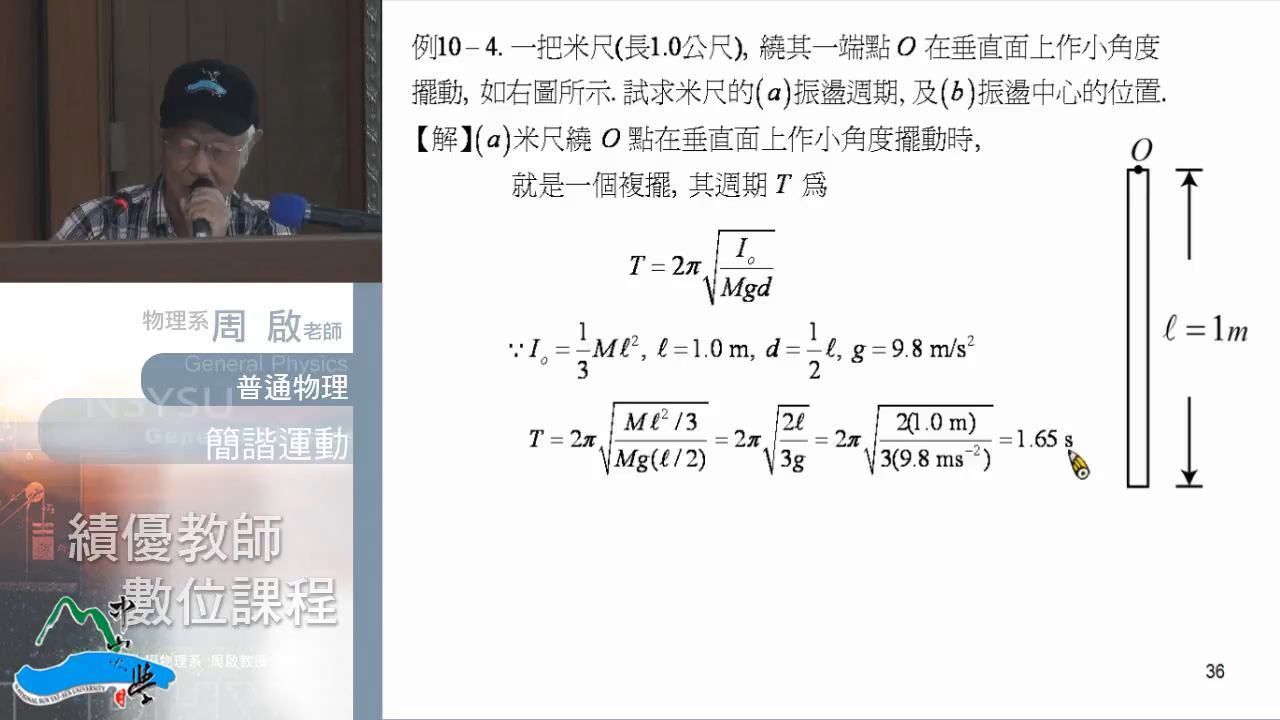 例10 – 4. 一把米尺(長1.0公尺), 繞其一端點 O 在垂直面上作小角度
擺動, 如右圖所示. 試求米尺的(a)振盪週期, 及(b)振盪中心的位置.
【解】(a)米尺繞 O 點在垂直面上作小角度擺動時,
就是一個複擺, 其週期 T 為
T = 2π√(I_o / Mgd)
∵ I_o = 1/3 Mℓ², ℓ = 1.0 m, d = 1/2 ℓ, g = 9.8 m/s²
T = 2π√(Mℓ²/3 / Mg(ℓ/2)) = 2π√(2ℓ / 3g) = 2π√(2(1.0 m) / 3(9.8 ms⁻²)) = 1.65 s
O
ℓ = 1m
36
物理系 周 啟 老師
General Physics
普通物理
NSYSU
簡諧運動
績優教師
數位課程
NATIONAL SUN YAT-SEN UNIVERSITY